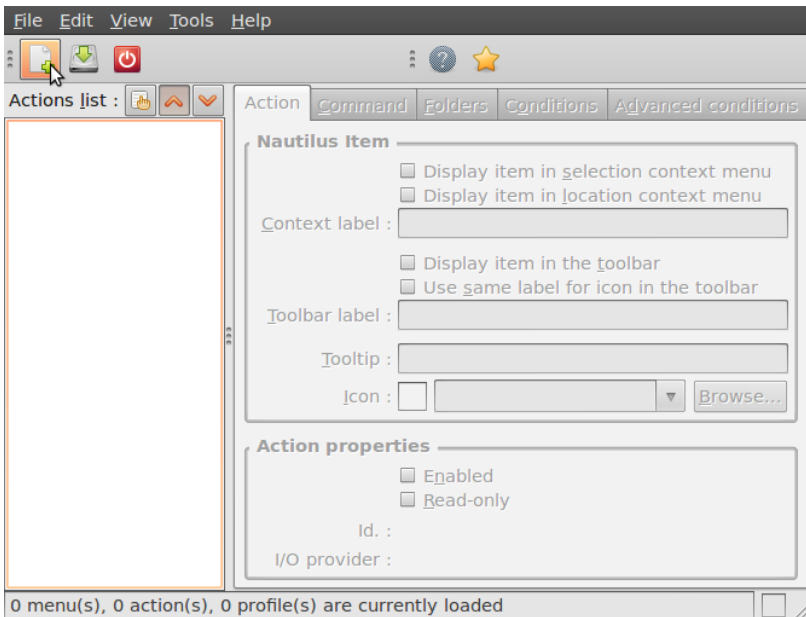 File Edit View Tools Help
Actions list :
Action Command Folders Conditions Advanced conditions
Nautilus Item
Display item in selection context menu
Display item in location context menu
Context label :
Display item in the toolbar
Use same label for icon in the toolbar
Toolbar label :
Tooltip :
Icon : Browse...
Action properties
Enabled
Read-only
Id. :
I/O provider :
0 menu(s), 0 action(s), 0 profile(s) are currently loaded